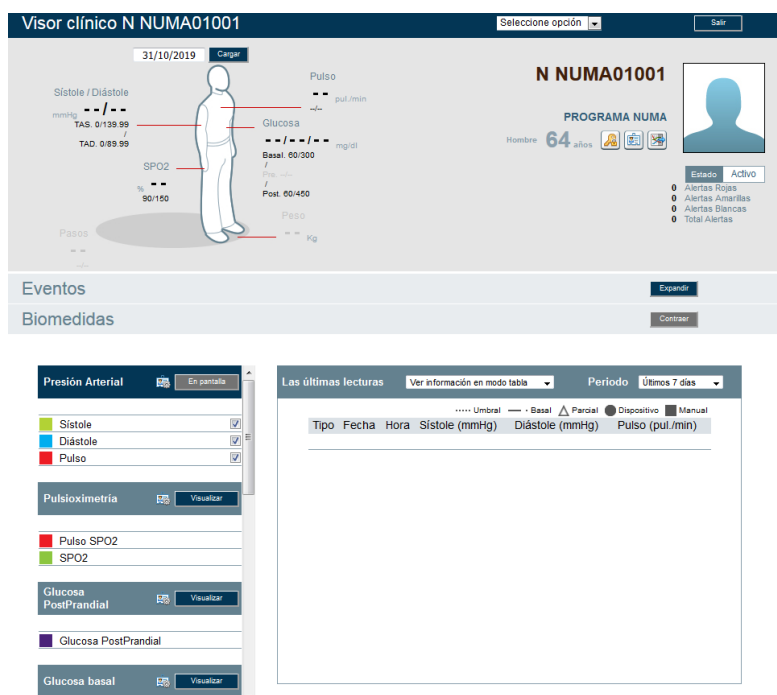 Visor clínico N NUMA01001
Seleccione opción
Salir
31/10/2019 Cargar
Sístole / Diástole
mmHg --/--
TAS. 0/139.99
/
TAD. 0/89.99
SPO2
% --
90/150
Pasos
--
--/--
Pulso
-- pul./min
--/--
Glucosa
--/--/-- mg/dl
Basal. 60/300
/
Pre. --/--
/
Post. 60/450
Peso
-- Kg
N NUMA01001
PROGRAMA NUMA
Hombre 64 años
Estado Activo
0 Alertas Rojas
0 Alertas Amarillas
0 Alertas Blancas
0 Total Alertas
Eventos Expandir
Biomedidas Contraer
Presión Arterial En pantalla
Sístole
Diástole
Pulso
Pulsioximetría Visualizar
Pulso SPO2
SPO2
Glucosa PostPrandial Visualizar
Glucosa PostPrandial
Glucosa basal Visualizar
Las últimas lecturas Ver información en modo tabla Periodo Últimos 7 días
Umbral Basal Parcial Dispositivo Manual
Tipo Fecha Hora Sístole (mmHg) Diástole (mmHg) Pulso (pul./min)